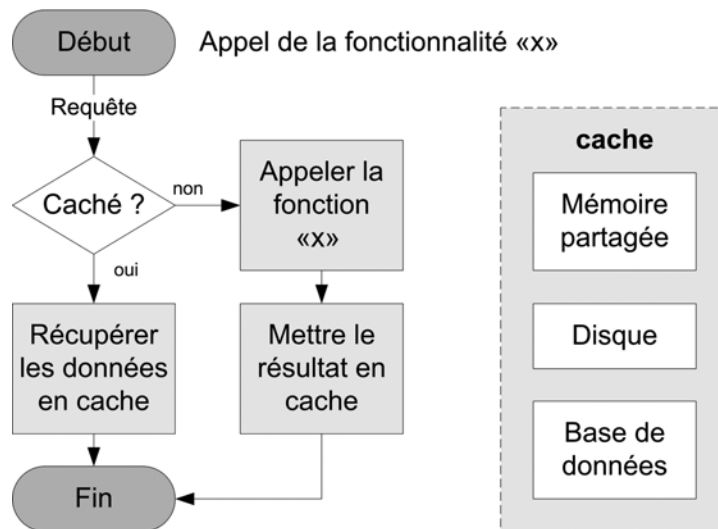 Début
Appel de la fonctionnalité «x»
Requête
Caché ?
non
oui
Appeler la
fonction
«x»
Récupérer
les données
en cache
Mettre le
résultat en
cache
Fin
cache
Mémoire
partagée
Disque
Base de
données